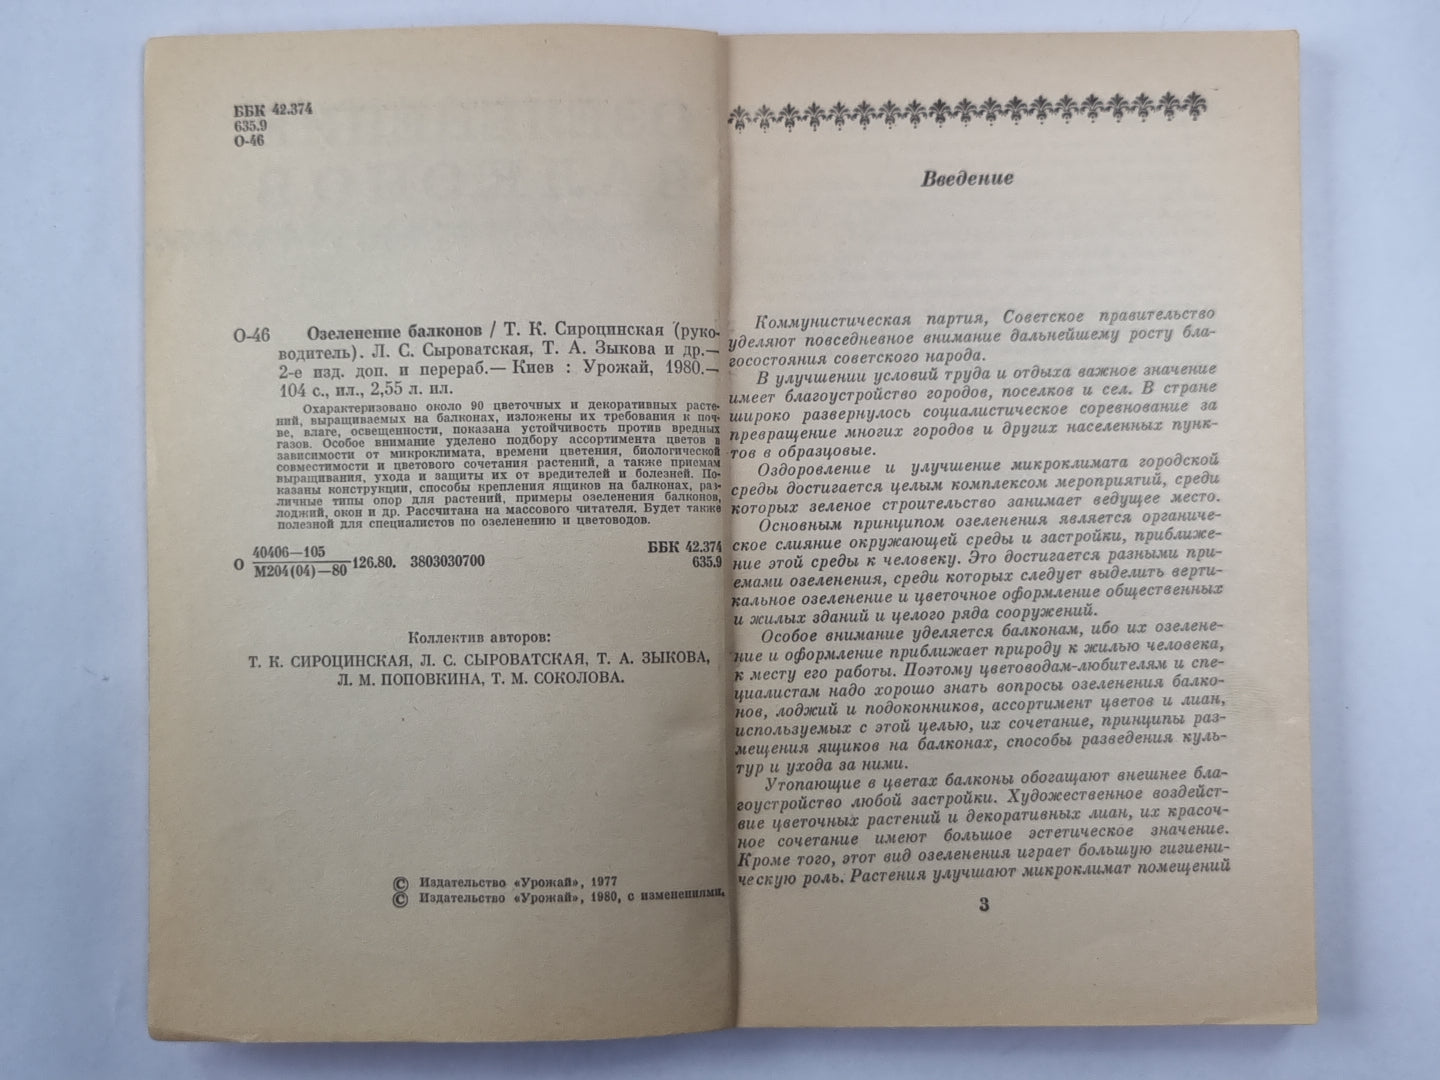 ББК 42.374
635.9
О-46
О-46 Озеленение балконов / Т. К. Сироцинская (руко-
водитель). Л. С. Сыроватская, Т. А. Зыкова и др.—
2-е изд. доп. и перераб.— Киев : Урожай, 1980.—
104 с., ил., 2,55 л. ил.
Охарактеризовано около 90 цветочных и декоративных расте-
ний, выращиваемых на балконах, изложены их требования к поч-
ве, влаге, освещенности, показана устойчивость против вредных
газов. Особое внимание уделено подбору ассортимента цветов в
зависимости от микроклимата, времени цветения, биологической
совместимости и цветового сочетания растений, а также приемам
выращивания, ухода и защиты их от вредителей и болезней. По-
казаны конструкции, способы крепления ящиков на балконах, раз-
личные типы опор для растений, примеры озеленения балконов,
лоджий, окон и др. Рассчитана на массового читателя. Будет также
полезной для специалистов по озеленению и цветоводов.
О 40406—105
М204(04)—80 126.80. 3803030700
ББК 42.374
635.9
Коллектив авторов:
Т. К. СИРОЦИНСКАЯ, Л. С. СЫРОВАТСКАЯ, Т. А. ЗЫКОВА,
Л. М. ПОПОВКИНА, Т. М. СОКОЛОВА.
© Издательство «Урожай», 1977
© Издательство «Урожай», 1980, с изменениями.
Введение
Коммунистическая партия, Советское правительство
уделяют повседневное внимание дальнейшему росту бла-
госостояния советского народа.
В улучшении условий труда и отдыха важное значение
имеет благоустройство городов, поселков и сел. В стране
широко развернулось социалистическое соревнование за
превращение многих городов и других населенных пунк-
тов в образцовые.
Оздоровление и улучшение микроклимата городской
среды достигается целым комплексом мероприятий, среди
которых зеленое строительство занимает ведущее место.
Основным принципом озеленения является органиче-
ское слияние окружающей среды и застройки, приближе-
ние этой среды к человеку. Это достигается разными при-
емами озеленения, среди которых следует выделить верти-
кальное озеленение и цветочное оформление общественных
и жилых зданий и целого ряда сооружений.
Особое внимание уделяется балконам, ибо их озелене-
ние и оформление приближает природу к жилью человека,
к месту его работы. Поэтому цветоводам-любителям и спе-
циалистам надо хорошо знать вопросы озеленения балко-
нов, лоджий и подоконников, ассортимент цветов и лиан,
используемых с этой целью, их сочетание, принципы раз-
мещения ящиков на балконах, способы разведения куль-
тур и ухода за ними.
Утопающие в цветах балконы обогащают внешнее бла-
гоустройство любой застройки. Художественное воздейст-
вие цветочных растений и декоративных лиан, их красоч-
ное сочетание имеют большое эстетическое значение.
Кроме того, этот вид озеленения играет большую гигиени-
ческую роль. Растения улучшают микроклимат помещений
3